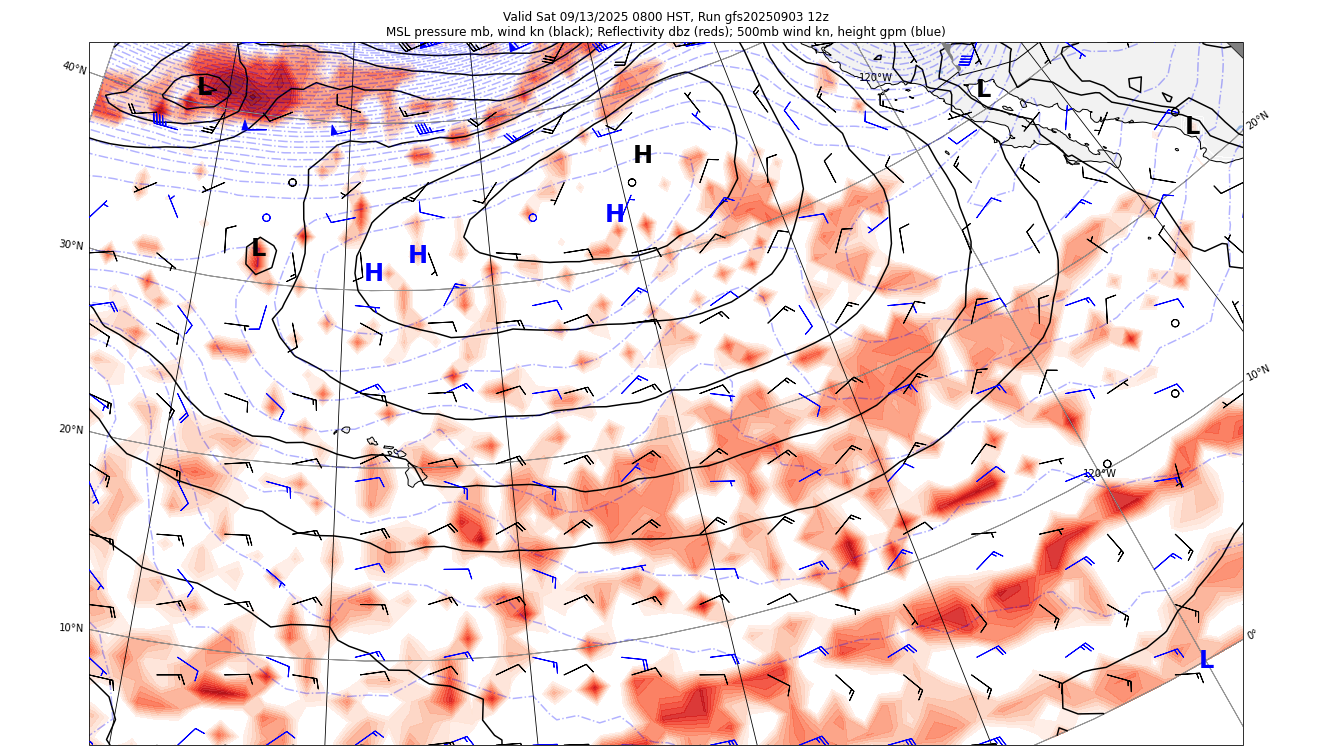 Valid Sat 09/13/2025 0800 HST, Run gfs20250903 12z
MSL pressure mb, wind kn (black); Reflectivity dbz (reds); 500mb wind kn, height gpm (blue)
40°N
120°W
L
L
20°N
L
H
H
30°N
L
H
H
10°N
20°N
120°W
10°N
0°
L